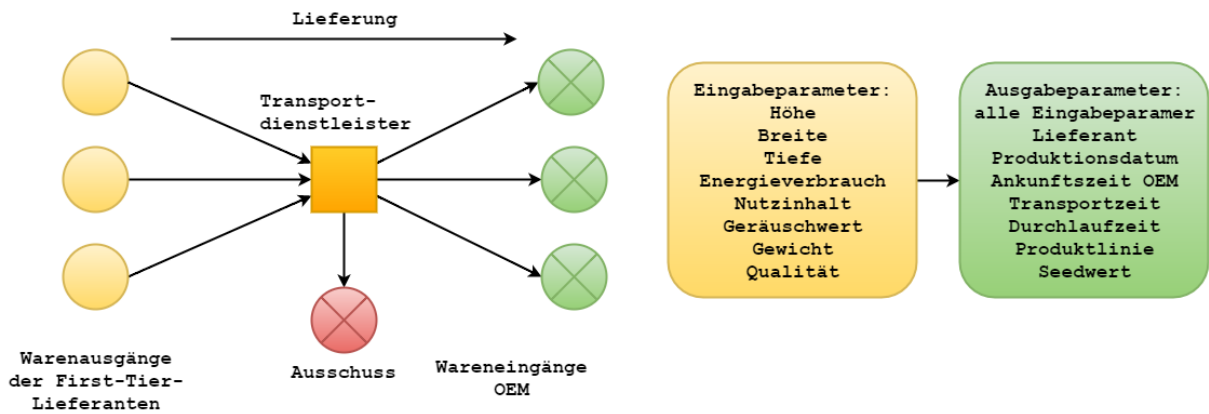 Lieferung
Transport-
dienstleister
Warenausgänge
der First-Tier-
Lieferanten
Ausschuss
Wareneingänge
OEM
Eingabeparameter:
Höhe
Breite
Tiefe
Energieverbrauch
Nutzinhalt
Geräuschwert
Gewicht
Qualität
Ausgabeparameter:
alle Eingabeparamer
Lieferant
Produktionsdatum
Ankunftszeit OEM
Transportzeit
Durchlaufzeit
Produktlinie
Seedwert